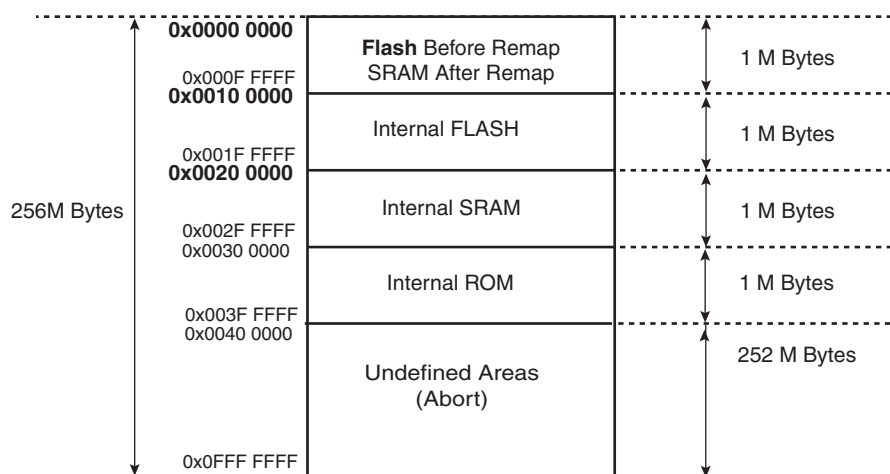 0x0000 0000
Flash Before Remap
SRAM After Remap
1 M Bytes
0x000F FFFF
0x0010 0000
Internal FLASH
1 M Bytes
0x001F FFFF
0x0020 0000
256M Bytes
Internal SRAM
1 M Bytes
0x002F FFFF
0x0030 0000
Internal ROM
1 M Bytes
0x003F FFFF
0x0040 0000
252 M Bytes
Undefined Areas
(Abort)
0x0FFF FFFF